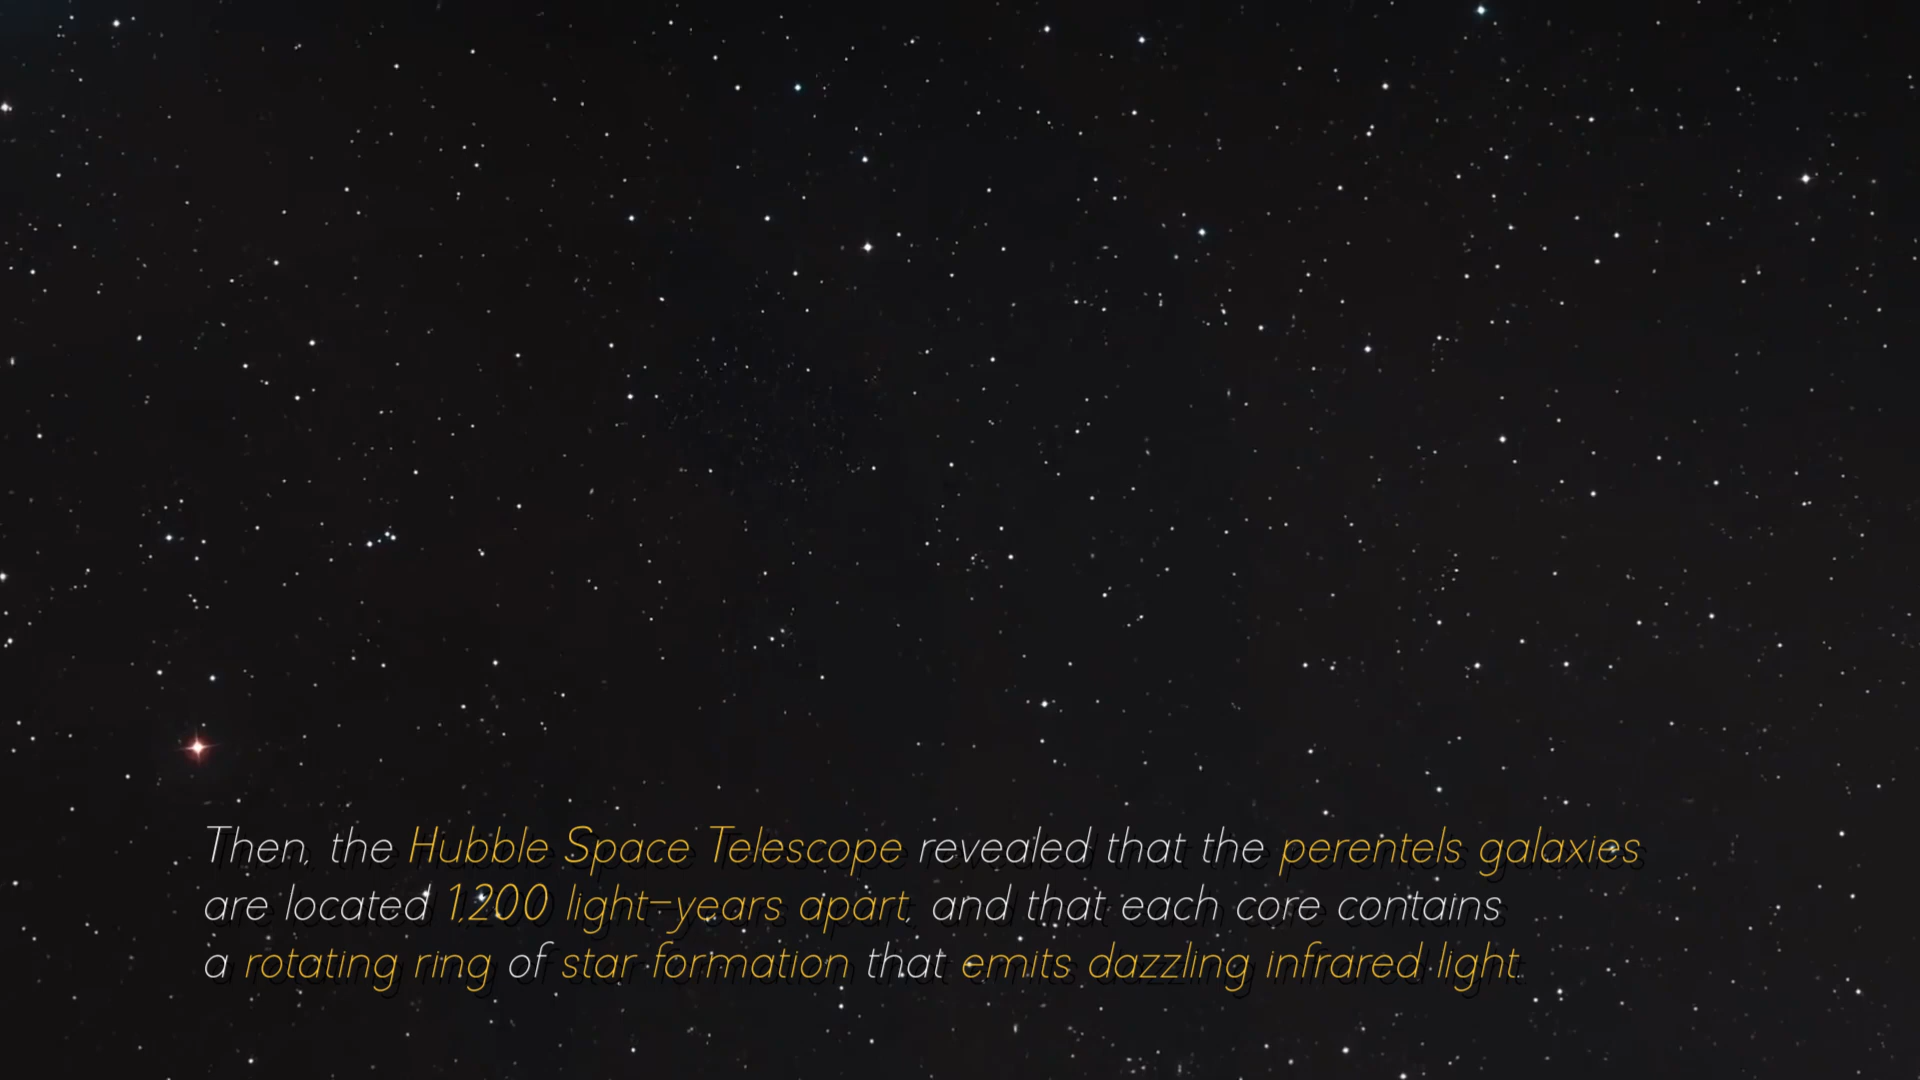 Then, the Hubble Space Telescope revealed that the perentels galaxies
are located 1,200 light-years apart, and that each core contains
a rotating ring of star formation that emits dazzling infrared light.